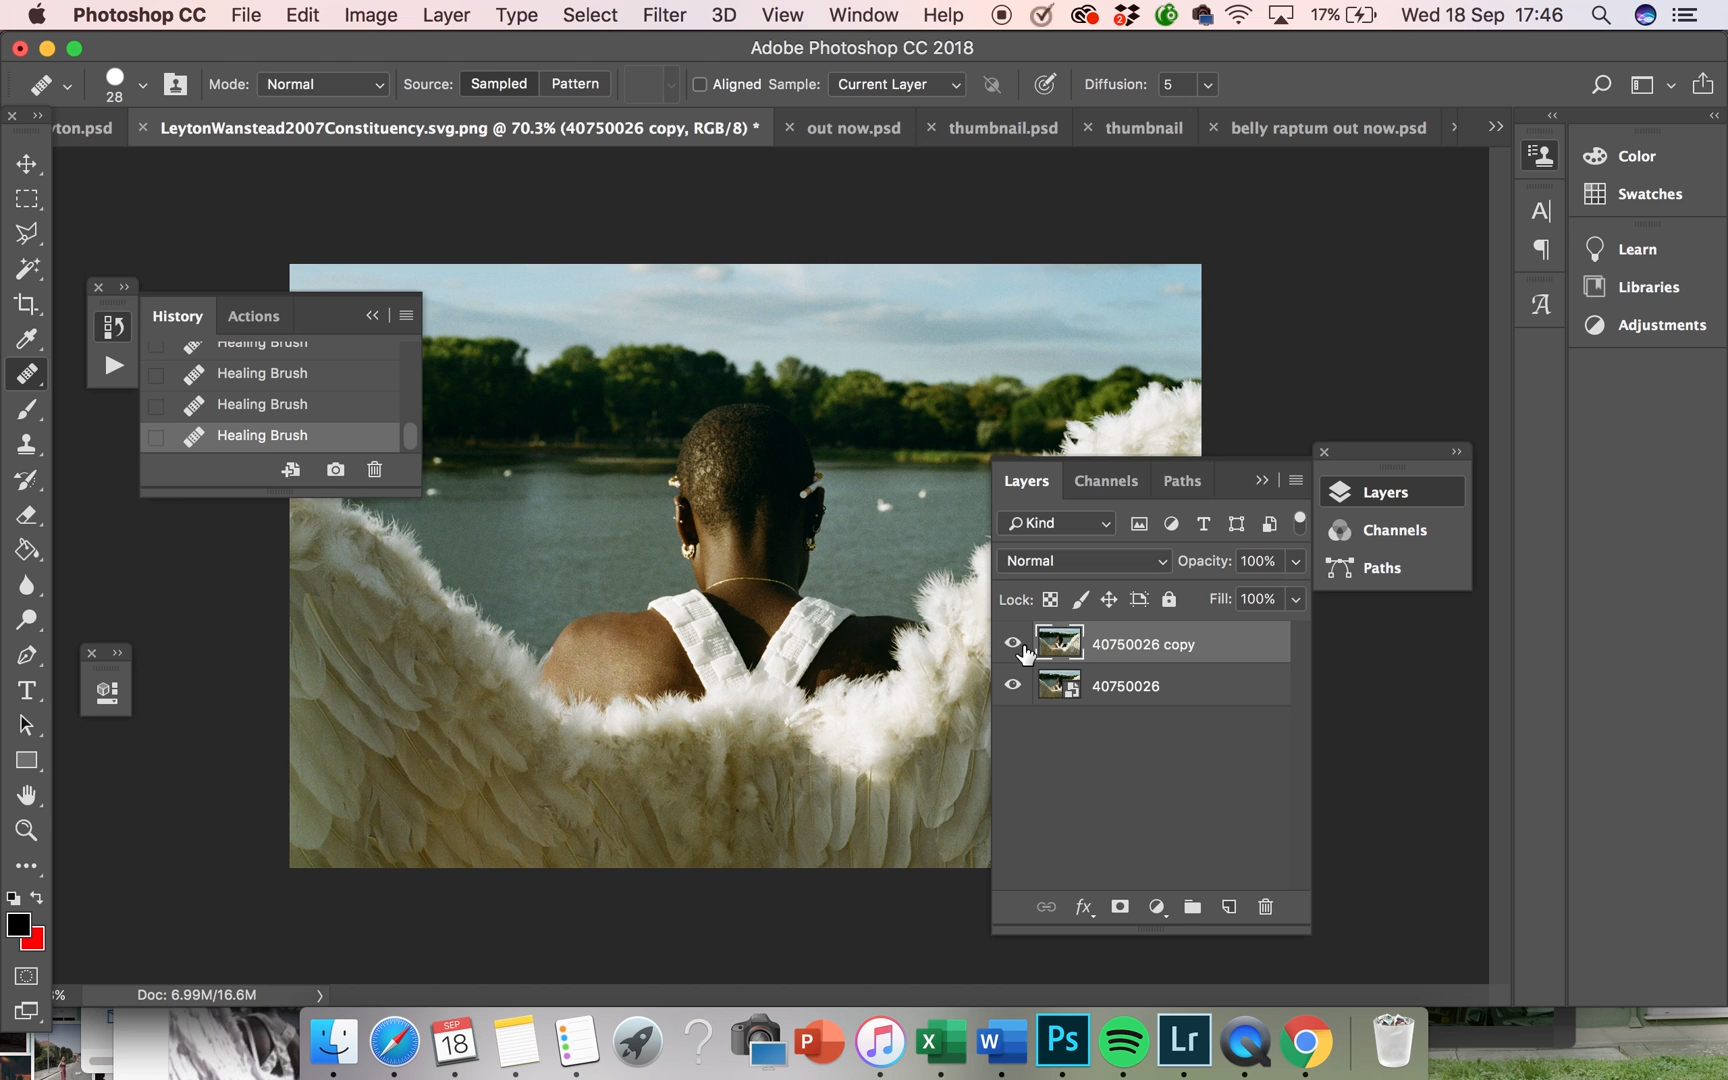 Photoshop CC File Edit Image Layer Type Select Filter 3D View Window Help 17% Wed 18 Sep 17:46
Adobe Photoshop CC 2018
28 Mode: Normal Source: Sampled Pattern Aligned Sample: Current Layer Diffusion: 5
yton.psd LeytonWanstead2007Constituency.svg.png @ 70.3% (40750026 copy, RGB/8) * out now.psd thumbnail.psd thumbnail belly raptum out now.psd
Color
Swatches
Learn
Libraries
Adjustments
History Actions
Healing Brush
Healing Brush
Healing Brush
Healing Brush
Layers Channels Paths
Kind
Normal Opacity: 100%
Lock: Fill: 100%
40750026 copy
40750026
Layers
Channels
Paths
% Doc: 6.99M/16.6M
SEP
18
P
X
W
Ps
Lr